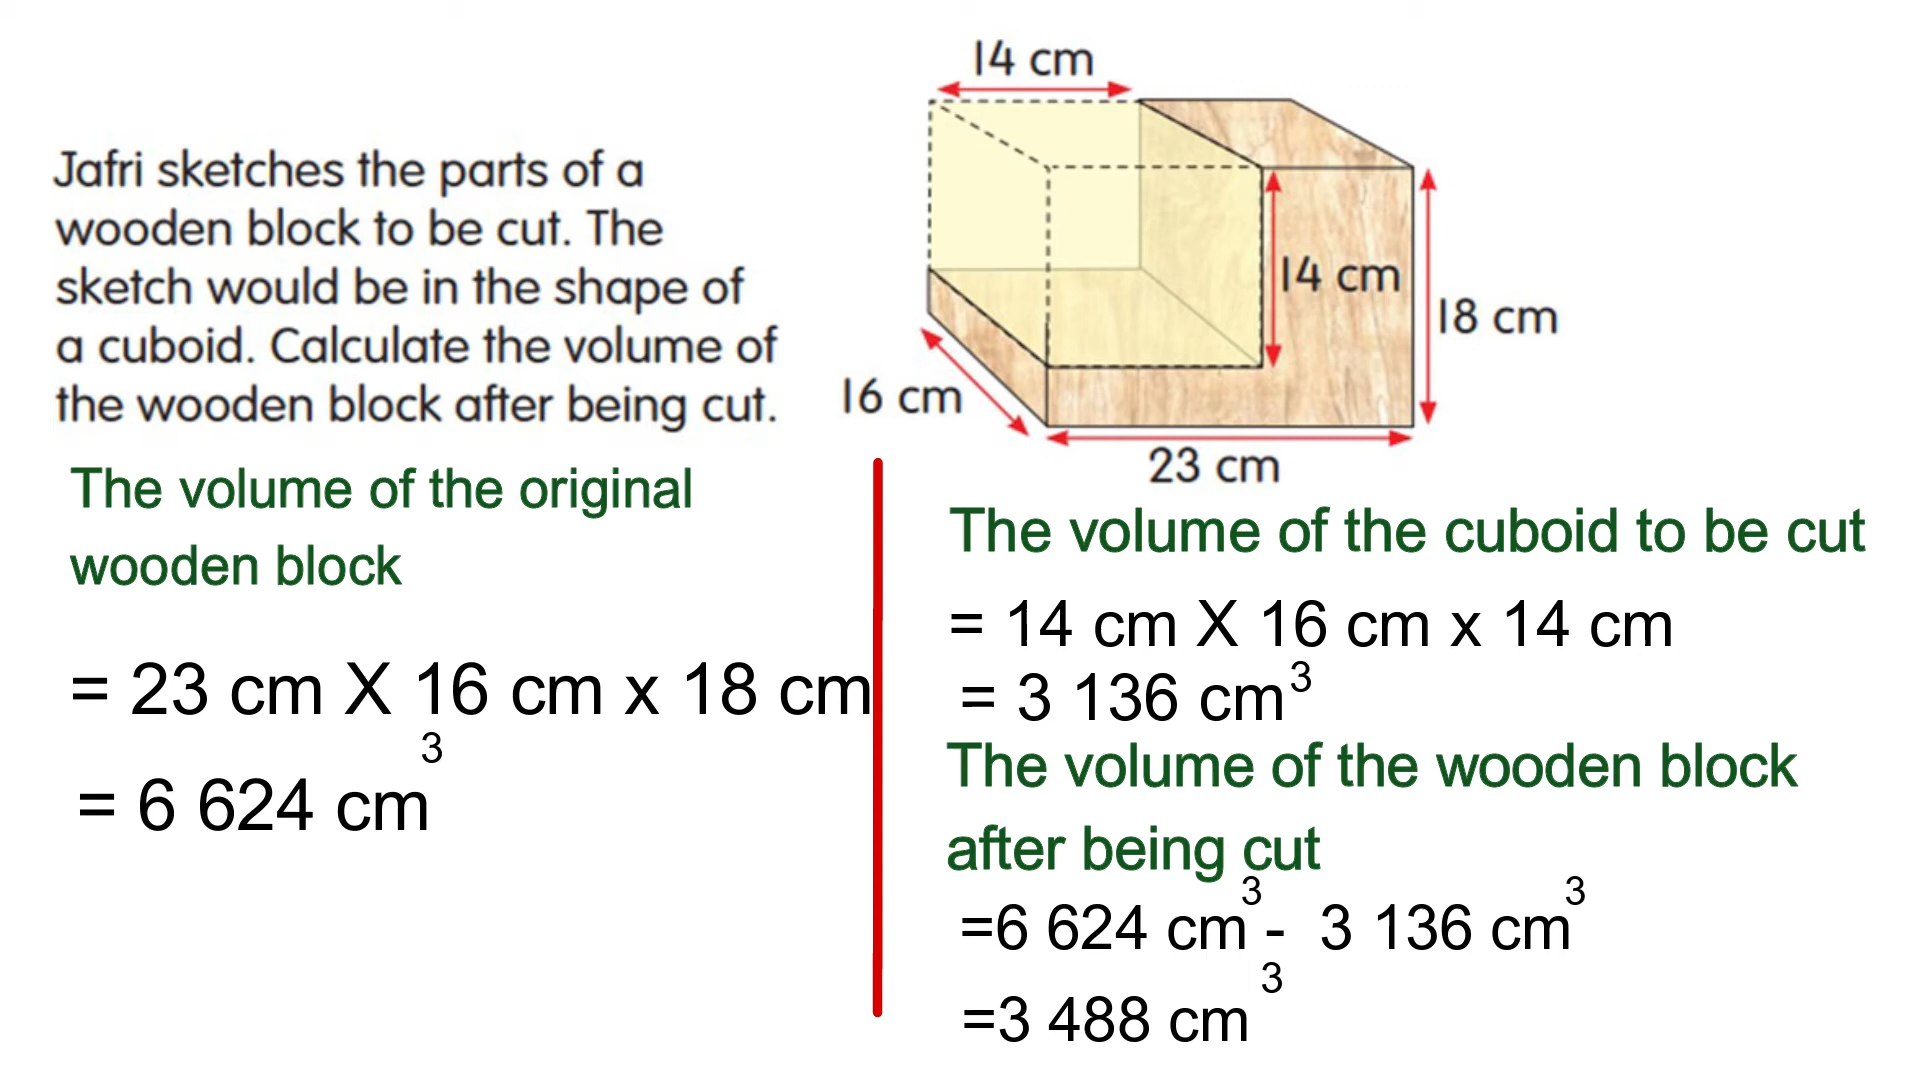 Jafri sketches the parts of a
wooden block to be cut. The
sketch would be in the shape of
a cuboid. Calculate the volume of
the wooden block after being cut.
14 cm
14 cm
18 cm
16 cm
23 cm
The volume of the original
wooden block
= 23 cm X 16 cm x 18 cm
= 6 624 cm³
The volume of the cuboid to be cut
= 14 cm X 16 cm x 14 cm
= 3 136 cm³
The volume of the wooden block
after being cut
=6 624 cm³ - 3 136 cm³
=3 488 cm³